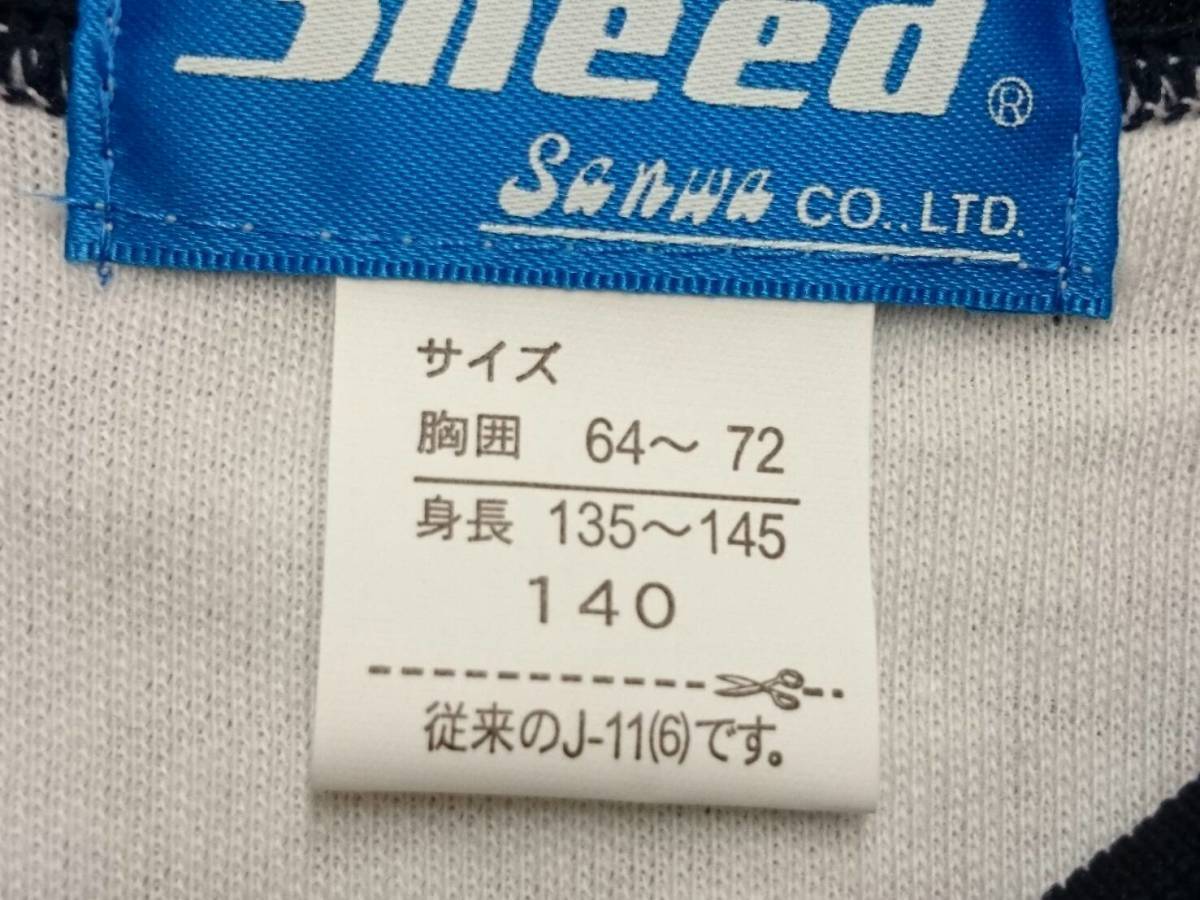 Sneed®
Sanwa CO.,LTD.
サイズ
胸囲 64～72
身長 135～145
140
従来のJ-11(6)です。